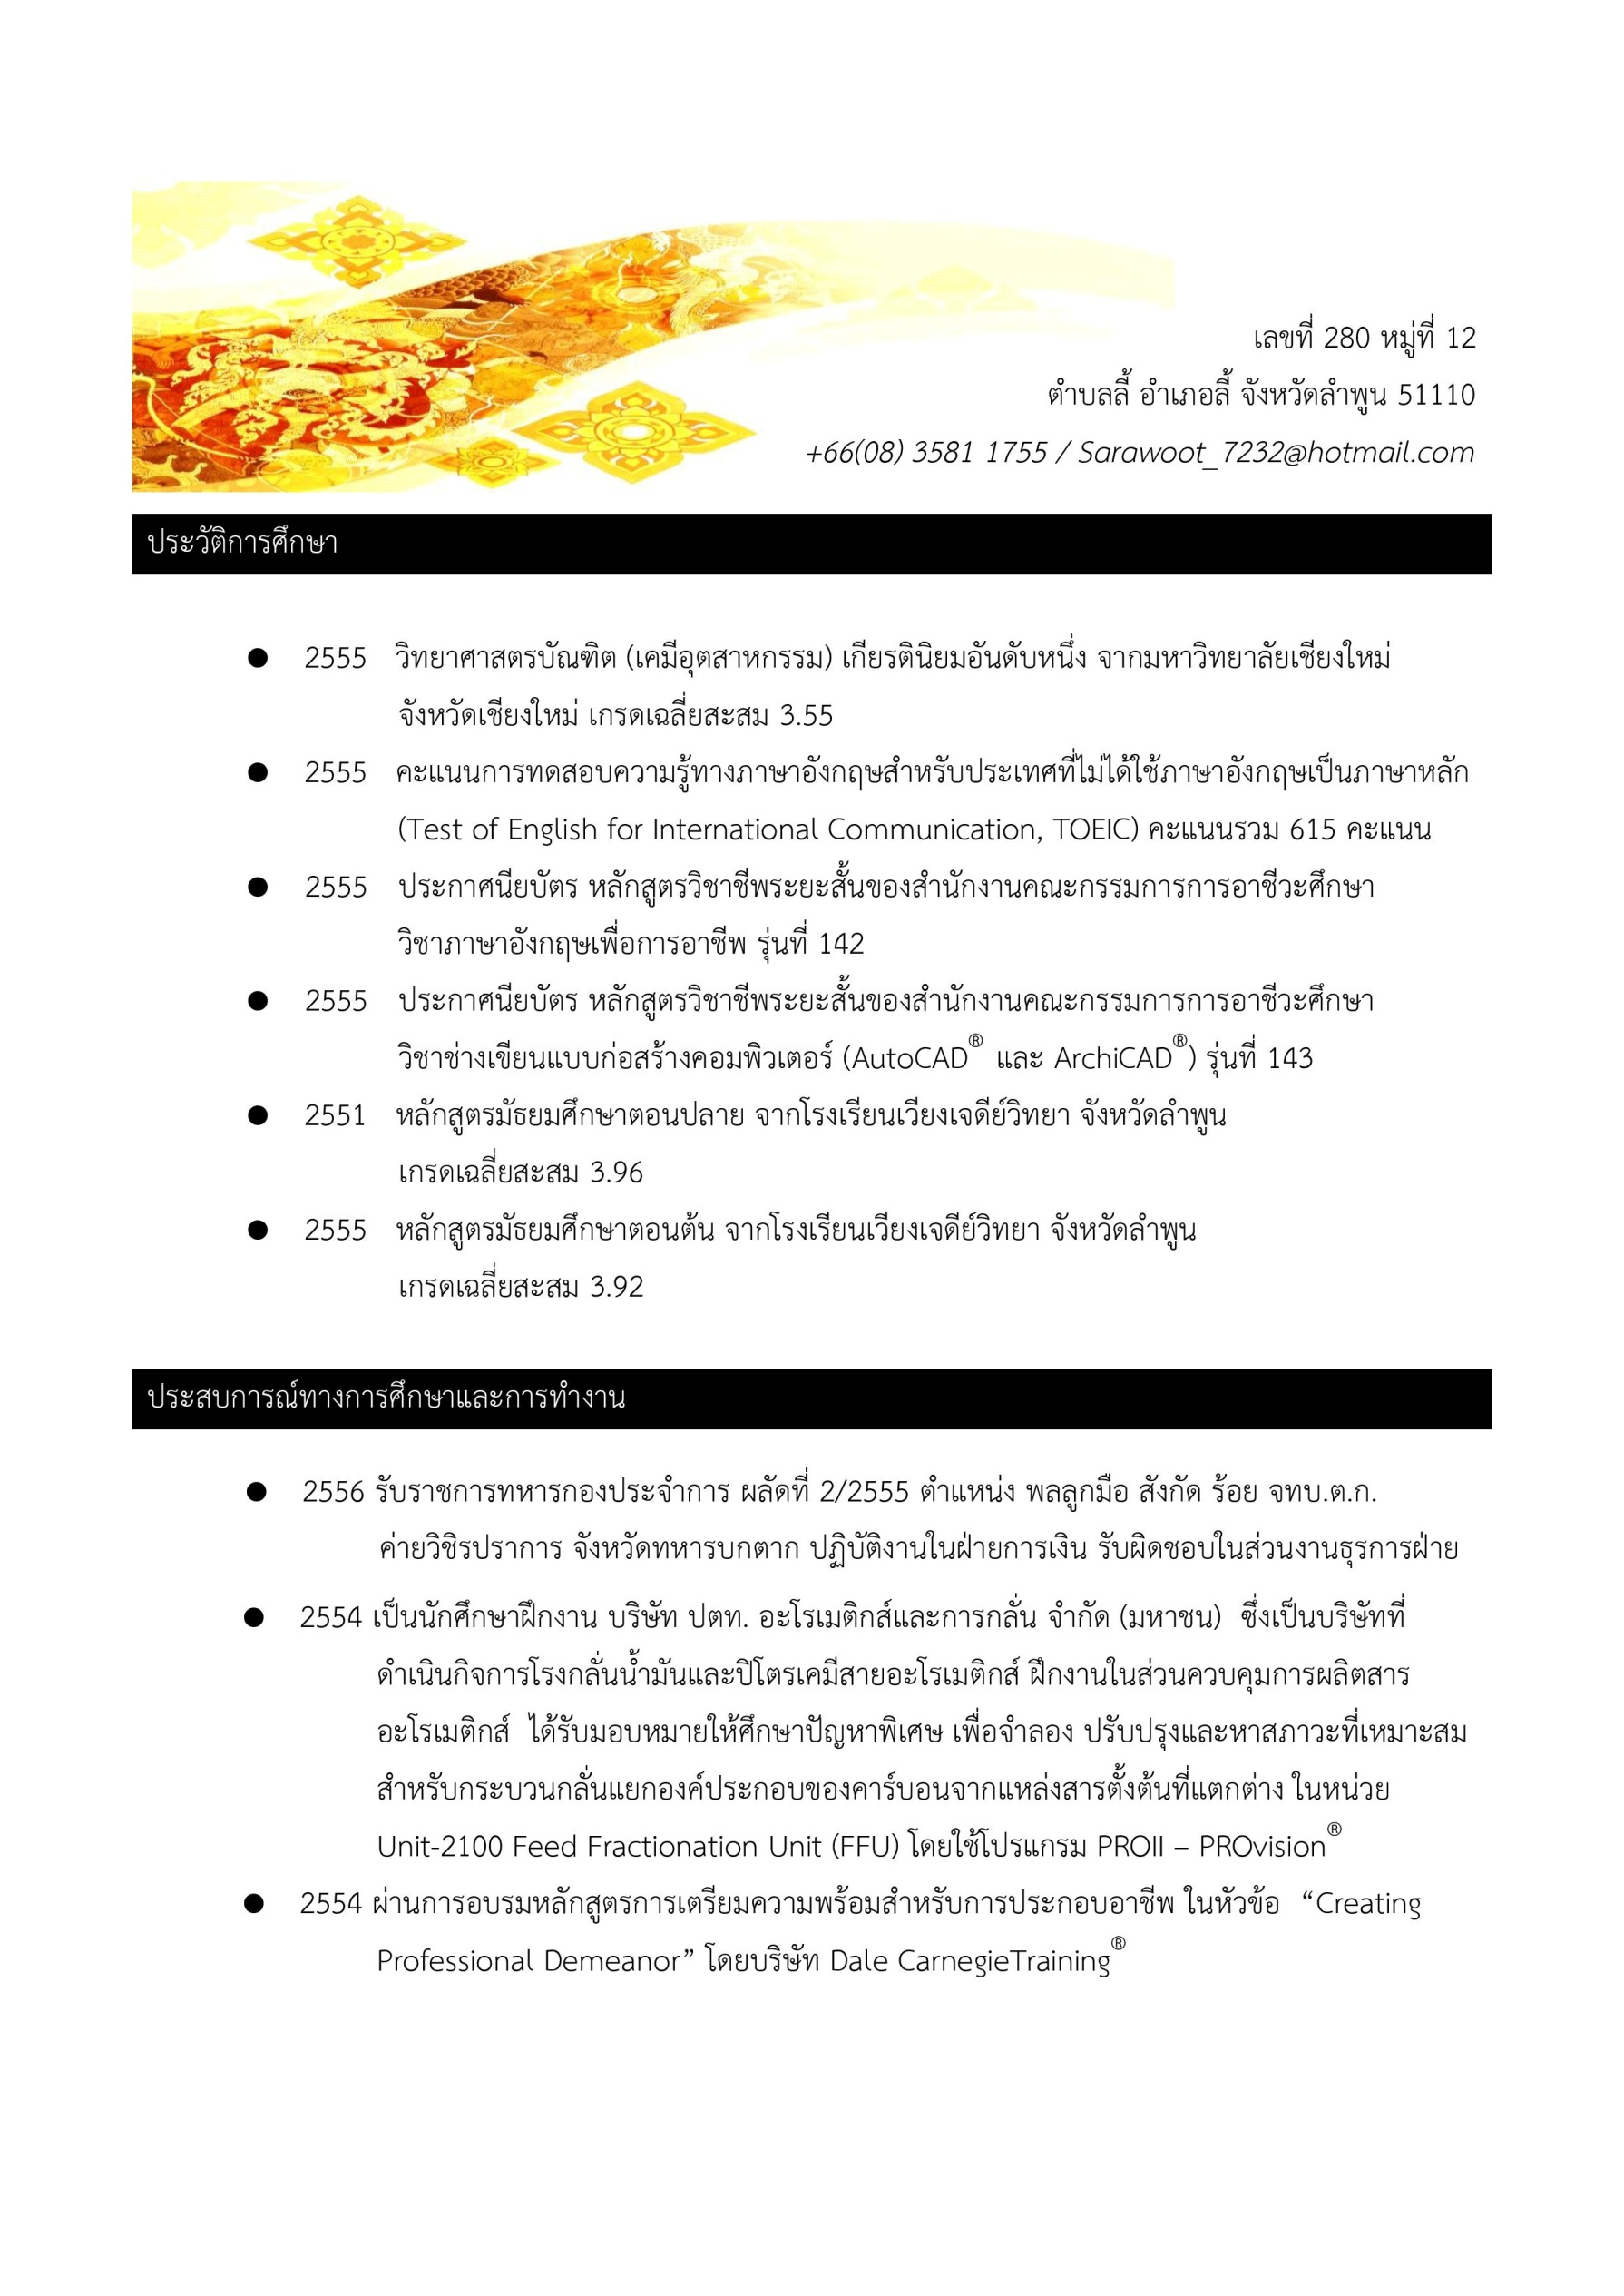 เลขที่ 280 หมู่ที่ 12
ตำบลลี้ อำเภอลี้ จังหวัดลำพูน 51110
+66(08) 3581 1755 / Sarawoot_7232@hotmail.com
ประวัติการศึกษา
● 2555 วิทยาศาสตรบัณฑิต (เคมีอุตสาหกรรม) เกียรตินิยมอันดับหนึ่ง จากมหาวิทยาลัยเชียงใหม่
จังหวัดเชียงใหม่ เกรดเฉลี่ยสะสม 3.55
● 2555 คะแนนการทดสอบความรู้ทางภาษาอังกฤษสำหรับประเทศที่ไม่ได้ใช้ภาษาอังกฤษเป็นภาษาหลัก
(Test of English for International Communication, TOEIC) คะแนนรวม 615 คะแนน
● 2555 ประกาศนียบัตร หลักสูตรวิชาชีพระยะสั้นของสำนักงานคณะกรรมการการอาชีวะศึกษา
วิชาภาษาอังกฤษเพื่อการอาชีพ รุ่นที่ 142
● 2555 ประกาศนียบัตร หลักสูตรวิชาชีพระยะสั้นของสำนักงานคณะกรรมการการอาชีวะศึกษา
วิชาช่างเขียนแบบก่อสร้างคอมพิวเตอร์ (AutoCAD® และ ArchiCAD®) รุ่นที่ 143
● 2551 หลักสูตรมัธยมศึกษาตอนปลาย จากโรงเรียนเวียงเจดีย์วิทยา จังหวัดลำพูน
เกรดเฉลี่ยสะสม 3.96
● 2555 หลักสูตรมัธยมศึกษาตอนต้น จากโรงเรียนเวียงเจดีย์วิทยา จังหวัดลำพูน
เกรดเฉลี่ยสะสม 3.92
ประสบการณ์ทางการศึกษาและการทำงาน
● 2556 รับราชการทหารกองประจำการ ผลัดที่ 2/2555 ตำแหน่ง พลลูกมือ สังกัด ร้อย จทบ.ต.ก.
ค่ายวิชิรปราการ จังหวัดทหารบกตาก ปฏิบัติงานในฝ่ายการเงิน รับผิดชอบในส่วนงานธุรการฝ่าย
● 2554 เป็นนักศึกษาฝึกงาน บริษัท ปตท. อะโรเมติกส์และการกลั่น จำกัด (มหาชน) ซึ่งเป็นบริษัทที่
ดำเนินกิจการโรงกลั่นน้ำมันและปิโตรเคมีสายอะโรเมติกส์ ฝึกงานในส่วนควบคุมการผลิตสาร
อะโรเมติกส์ ได้รับมอบหมายให้ศึกษาปัญหาพิเศษ เพื่อจำลอง ปรับปรุงและหาสภาวะที่เหมาะสม
สำหรับกระบวนกลั่นแยกองค์ประกอบของคาร์บอนจากแหล่งสารตั้งต้นที่แตกต่าง ในหน่วย
Unit-2100 Feed Fractionation Unit (FFU) โดยใช้โปรแกรม PROII – PROvision®
● 2554 ผ่านการอบรมหลักสูตรการเตรียมความพร้อมสำหรับการประกอบอาชีพ ในหัวข้อ “Creating
Professional Demeanor” โดยบริษัท Dale CarnegieTraining®